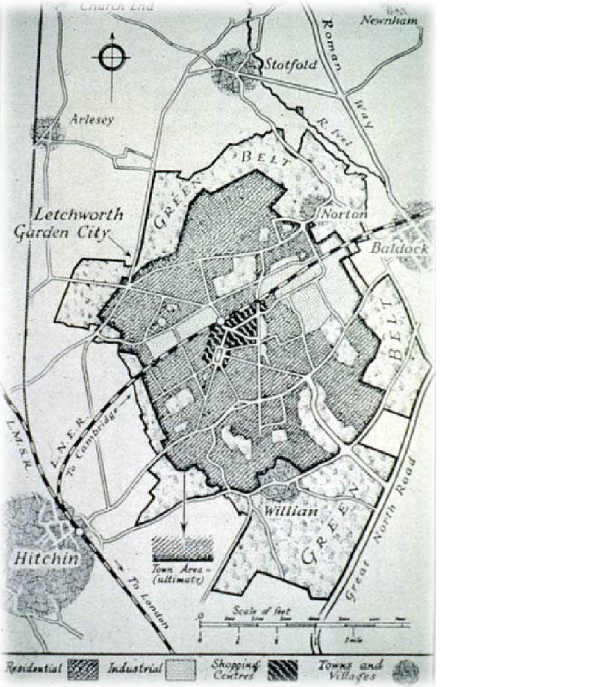 Church End
Newnham
Roman Way
Stotfold
R. Ivel
Arlesey
GREEN BELT
Letchworth
Garden City
Norton
Baldock
BELT
L.M.S.R.
L.N.E.R.
To Cambridge
Willian
GREEN
Great North Road
Hitchin
Town Area -
(ultimate)
To London
Scale of feet
1 mile
Residential
Industrial
Shopping
Centres
Towns and
Villages